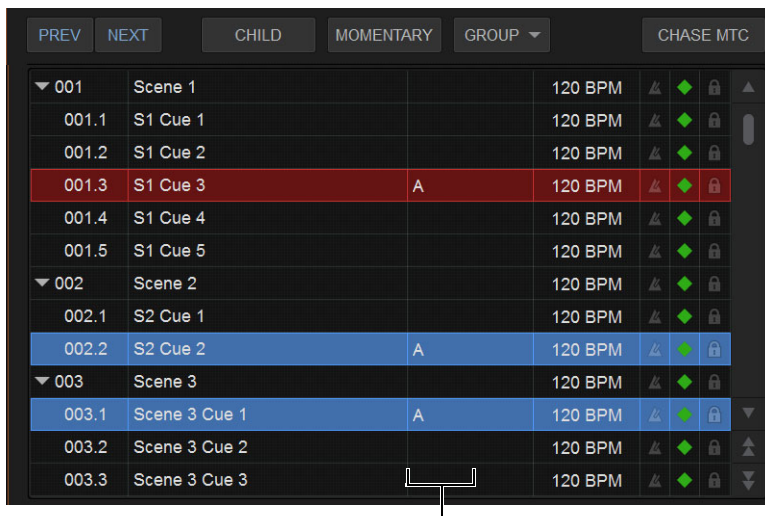 PREV NEXT CHILD MOMENTARY GROUP CHASE MTC
001 Scene 1 120 BPM
001.1 S1 Cue 1 120 BPM
001.2 S1 Cue 2 120 BPM
001.3 S1 Cue 3 A 120 BPM
001.4 S1 Cue 4 120 BPM
001.5 S1 Cue 5 120 BPM
002 Scene 2 120 BPM
002.1 S2 Cue 1 120 BPM
002.2 S2 Cue 2 A 120 BPM
003 Scene 3 120 BPM
003.1 Scene 3 Cue 1 A 120 BPM
003.2 Scene 3 Cue 2 120 BPM
003.3 Scene 3 Cue 3 120 BPM